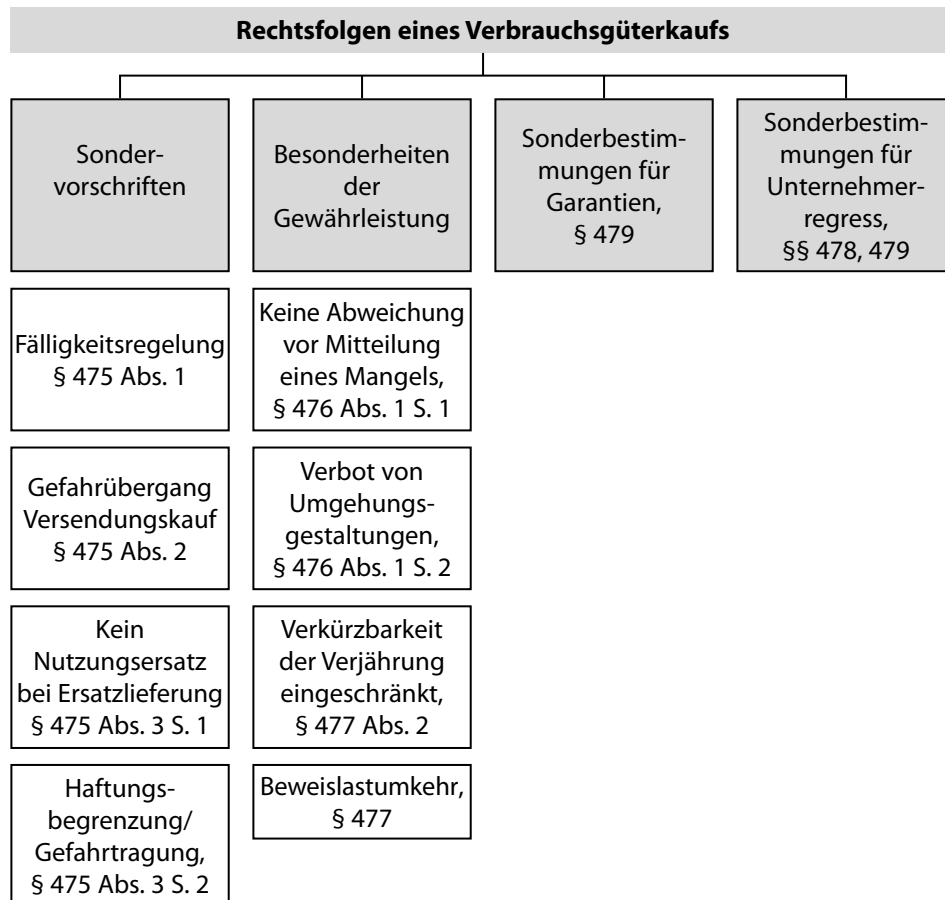 Rechtsfolgen eines Verbrauchsgüterkaufs
Sonder-
vorschriften
Besonderheiten
der
Gewährleistung
Sonderbestim-
mungen für
Garantien,
§ 479
Sonderbestim-
mungen für
Unternehmer-
regress,
§§ 478, 479
Fälligkeitsregelung
§ 475 Abs. 1
Keine Abweichung
vor Mitteilung
eines Mangels,
§ 476 Abs. 1 S. 1
Gefahrübergang
Versendungskauf
§ 475 Abs. 2
Verbot von
Umgehungs-
gestaltungen,
§ 476 Abs. 1 S. 2
Kein
Nutzungsersatz
bei Ersatzlieferung
§ 475 Abs. 3 S. 1
Verkürzbarkeit
der Verjährung
eingeschränkt,
§ 477 Abs. 2
Haftungs-
begrenzung/
Gefahrtragung,
§ 475 Abs. 3 S. 2
Beweislastumkehr,
§ 477